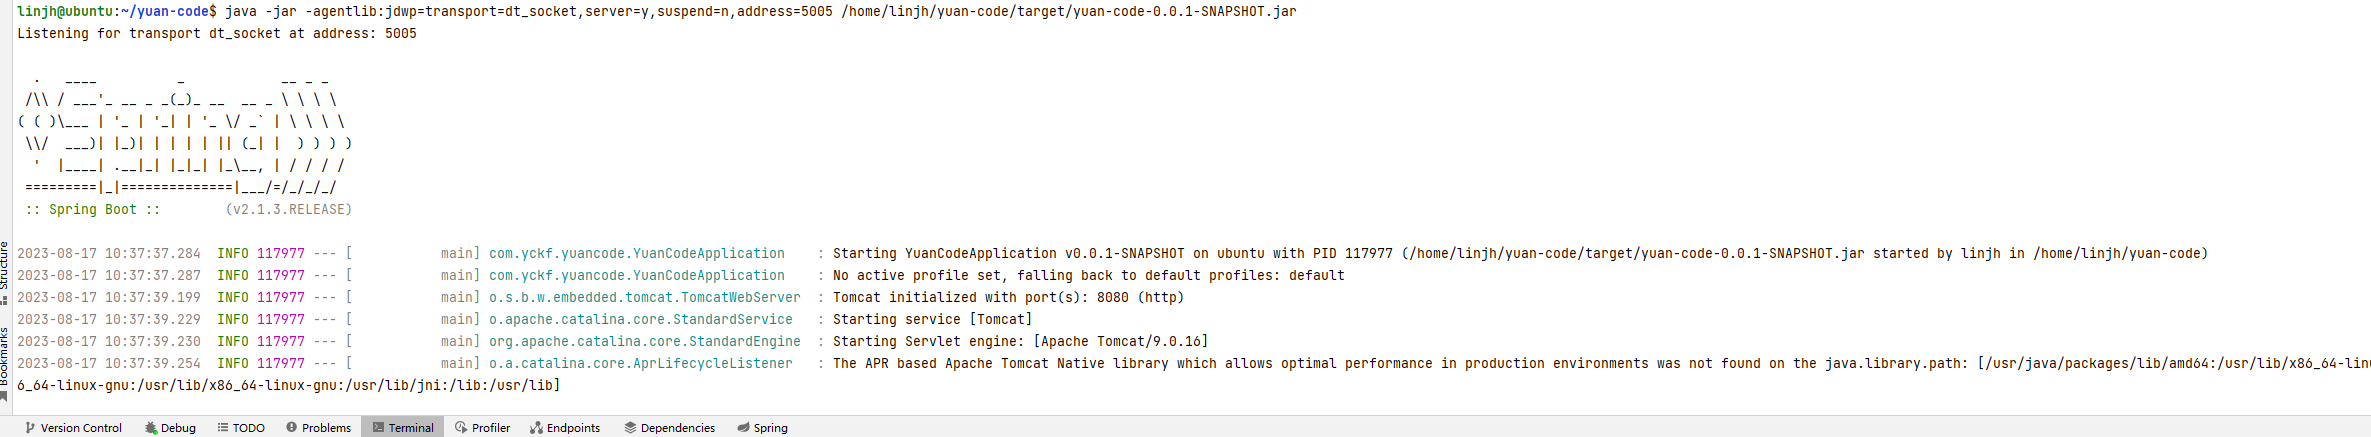 linjh@ubuntu:~/yuan-code$ java -jar -agentlib:jdwp=transport=dt_socket,server=y,suspend=n,address=5005 /home/linjh/yuan-code/target/yuan-code-0.0.1-SNAPSHOT.jar
Listening for transport dt_socket at address: 5005
  .   ____          _            __ _ _
 /\\ / ___'_ __ _ _(_)_ __  __ _ \ \ \ \
( ( )\___ | '_ | '_| | '_ \/ _` | \ \ \ \
 \\/  ___)| |_)| | | | | || (_| |  ) ) ) )
  '  |____| .__|_| |_|_| |_\__, | / / / /
 =========|_|==============|___/=/_/_/_/
 :: Spring Boot ::        (v2.1.3.RELEASE)
2023-08-17 10:37:37.284  INFO 117977 --- [           main] com.yckf.yuancode.YuanCodeApplication    : Starting YuanCodeApplication v0.0.1-SNAPSHOT on ubuntu with PID 117977 (/home/linjh/yuan-code/target/yuan-code-0.0.1-SNAPSHOT.jar started by linjh in /home/linjh/yuan-code)
2023-08-17 10:37:37.287  INFO 117977 --- [           main] com.yckf.yuancode.YuanCodeApplication    : No active profile set, falling back to default profiles: default
2023-08-17 10:37:39.199  INFO 117977 --- [           main] o.s.b.w.embedded.tomcat.TomcatWebServer  : Tomcat initialized with port(s): 8080 (http)
2023-08-17 10:37:39.229  INFO 117977 --- [           main] o.apache.catalina.core.StandardService   : Starting service [Tomcat]
2023-08-17 10:37:39.230  INFO 117977 --- [           main] org.apache.catalina.core.StandardEngine  : Starting Servlet engine: [Apache Tomcat/9.0.16]
2023-08-17 10:37:39.254  INFO 117977 --- [           main] o.a.catalina.core.AprLifecycleListener   : The APR based Apache Tomcat Native library which allows optimal performance in production environments was not found on the java.library.path: [/usr/java/packages/lib/amd64:/usr/lib/x86_64-linu
6_64-linux-gnu:/usr/lib/x86_64-linux-gnu:/usr/lib/jni:/lib:/usr/lib]
Structure
Bookmarks
Version Control Debug TODO Problems Terminal Profiler Endpoints Dependencies Spring